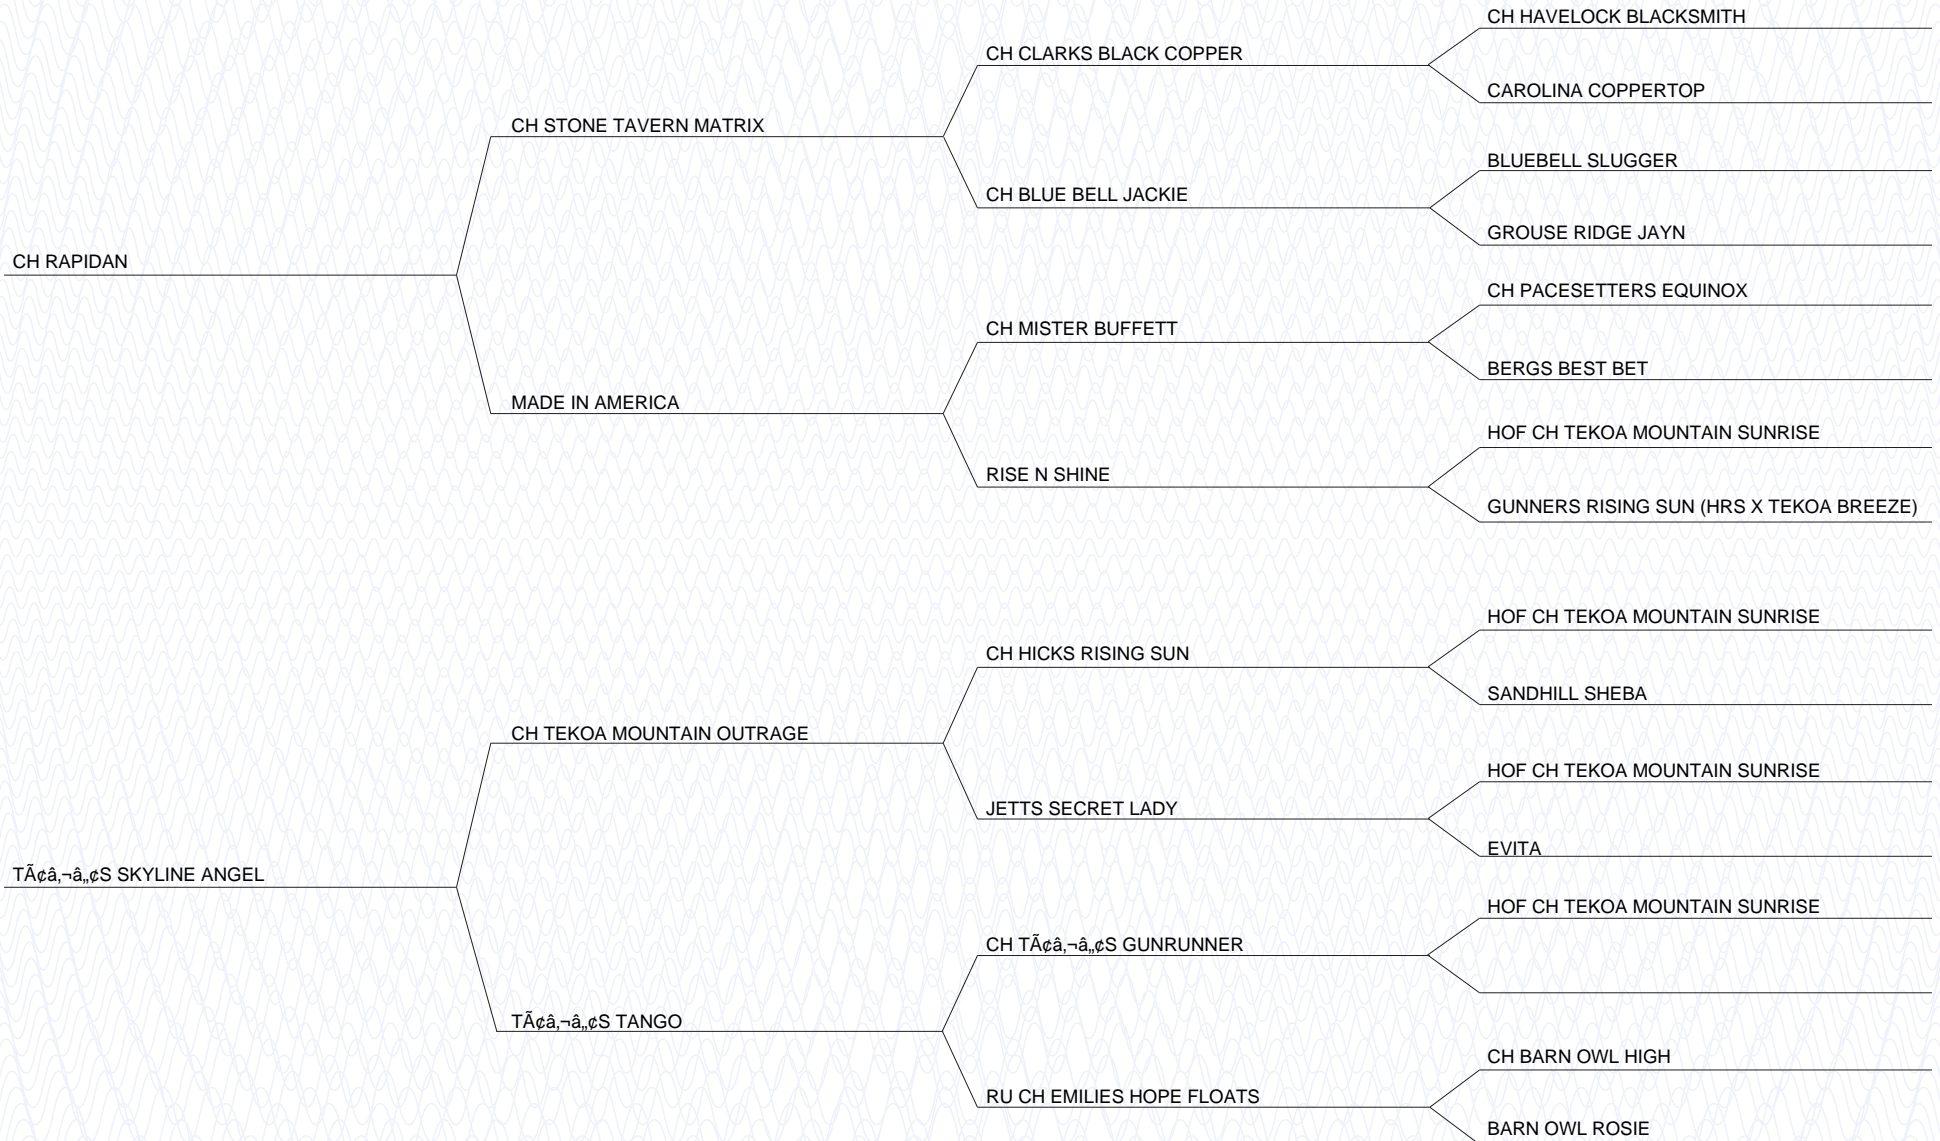 CH HAVELOCK BLACKSMITH
CH CLARKS BLACK COPPER
CAROLINA COPPERTOP
CH STONE TAVERN MATRIX
BLUEBELL SLUGGER
CH BLUE BELL JACKIE
GROUSE RIDGE JAYN
CH RAPIDAN
CH PACESETTERS EQUINOX
CH MISTER BUFFETT
BERGS BEST BET
MADE IN AMERICA
HOF CH TEKOA MOUNTAIN SUNRISE
RISE N SHINE
GUNNERS RISING SUN (HRS X TEKOA BREEZE)
HOF CH TEKOA MOUNTAIN SUNRISE
CH HICKS RISING SUN
SANDHILL SHEBA
CH TEKOA MOUNTAIN OUTRAGE
HOF CH TEKOA MOUNTAIN SUNRISE
JETTS SECRET LADY
EVITA
TÃ¢â‚¬â„¢S SKYLINE ANGEL
HOF CH TEKOA MOUNTAIN SUNRISE
CH TÃ¢â‚¬â„¢S GUNRUNNER
TÃ¢â‚¬â„¢S TANGO
CH BARN OWL HIGH
RU CH EMILIES HOPE FLOATS
BARN OWL ROSIE